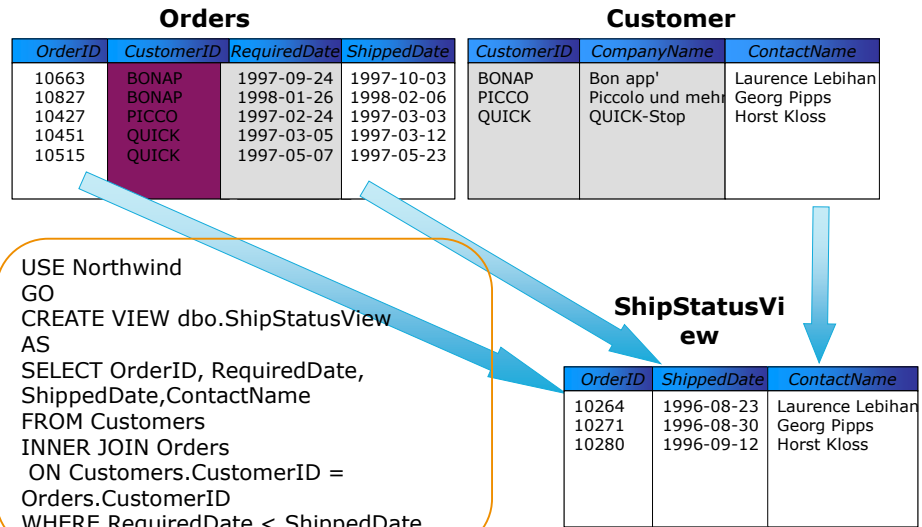 Orders
Customer
OrderID CustomerID RequiredDate ShippedDate
10663 BONAP 1997-09-24 1997-10-03
10827 BONAP 1998-01-26 1998-02-06
10427 PICCO 1997-02-24 1997-03-03
10451 QUICK 1997-03-05 1997-03-12
10515 QUICK 1997-05-07 1997-05-23
CustomerID CompanyName ContactName
BONAP Bon app' Laurence Lebihan
PICCO Piccolo und mehr Georg Pipps
QUICK QUICK-Stop Horst Kloss
USE Northwind
GO
CREATE VIEW dbo.ShipStatusView
AS
SELECT OrderID, RequiredDate,
ShippedDate,ContactName
FROM Customers
INNER JOIN Orders
ON Customers.CustomerID =
Orders.CustomerID
WHERE RequiredDate < ShippedDate
ShipStatusVi
ew
OrderID ShippedDate ContactName
10264 1996-08-23 Laurence Lebihan
10271 1996-08-30 Georg Pipps
10280 1996-09-12 Horst Kloss